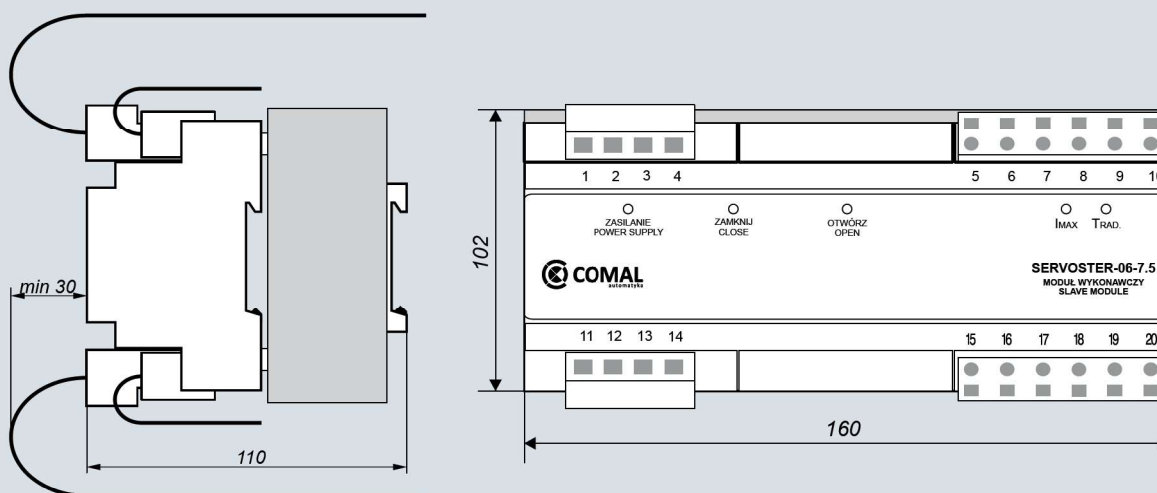 1 2 3 4
5 6 7 8 9 10
ZASILANIE
POWER SUPPLY
ZAMKNIJ
CLOSE
OTWÓRZ
OPEN
IMAX TRAD.
min 30
102
COMAL
automatyka
SERVOSTER-06-7.5
MODUŁ WYKONAWCZY
SLAVE MODULE
11 12 13 14
15 16 17 18 19 20
110
160